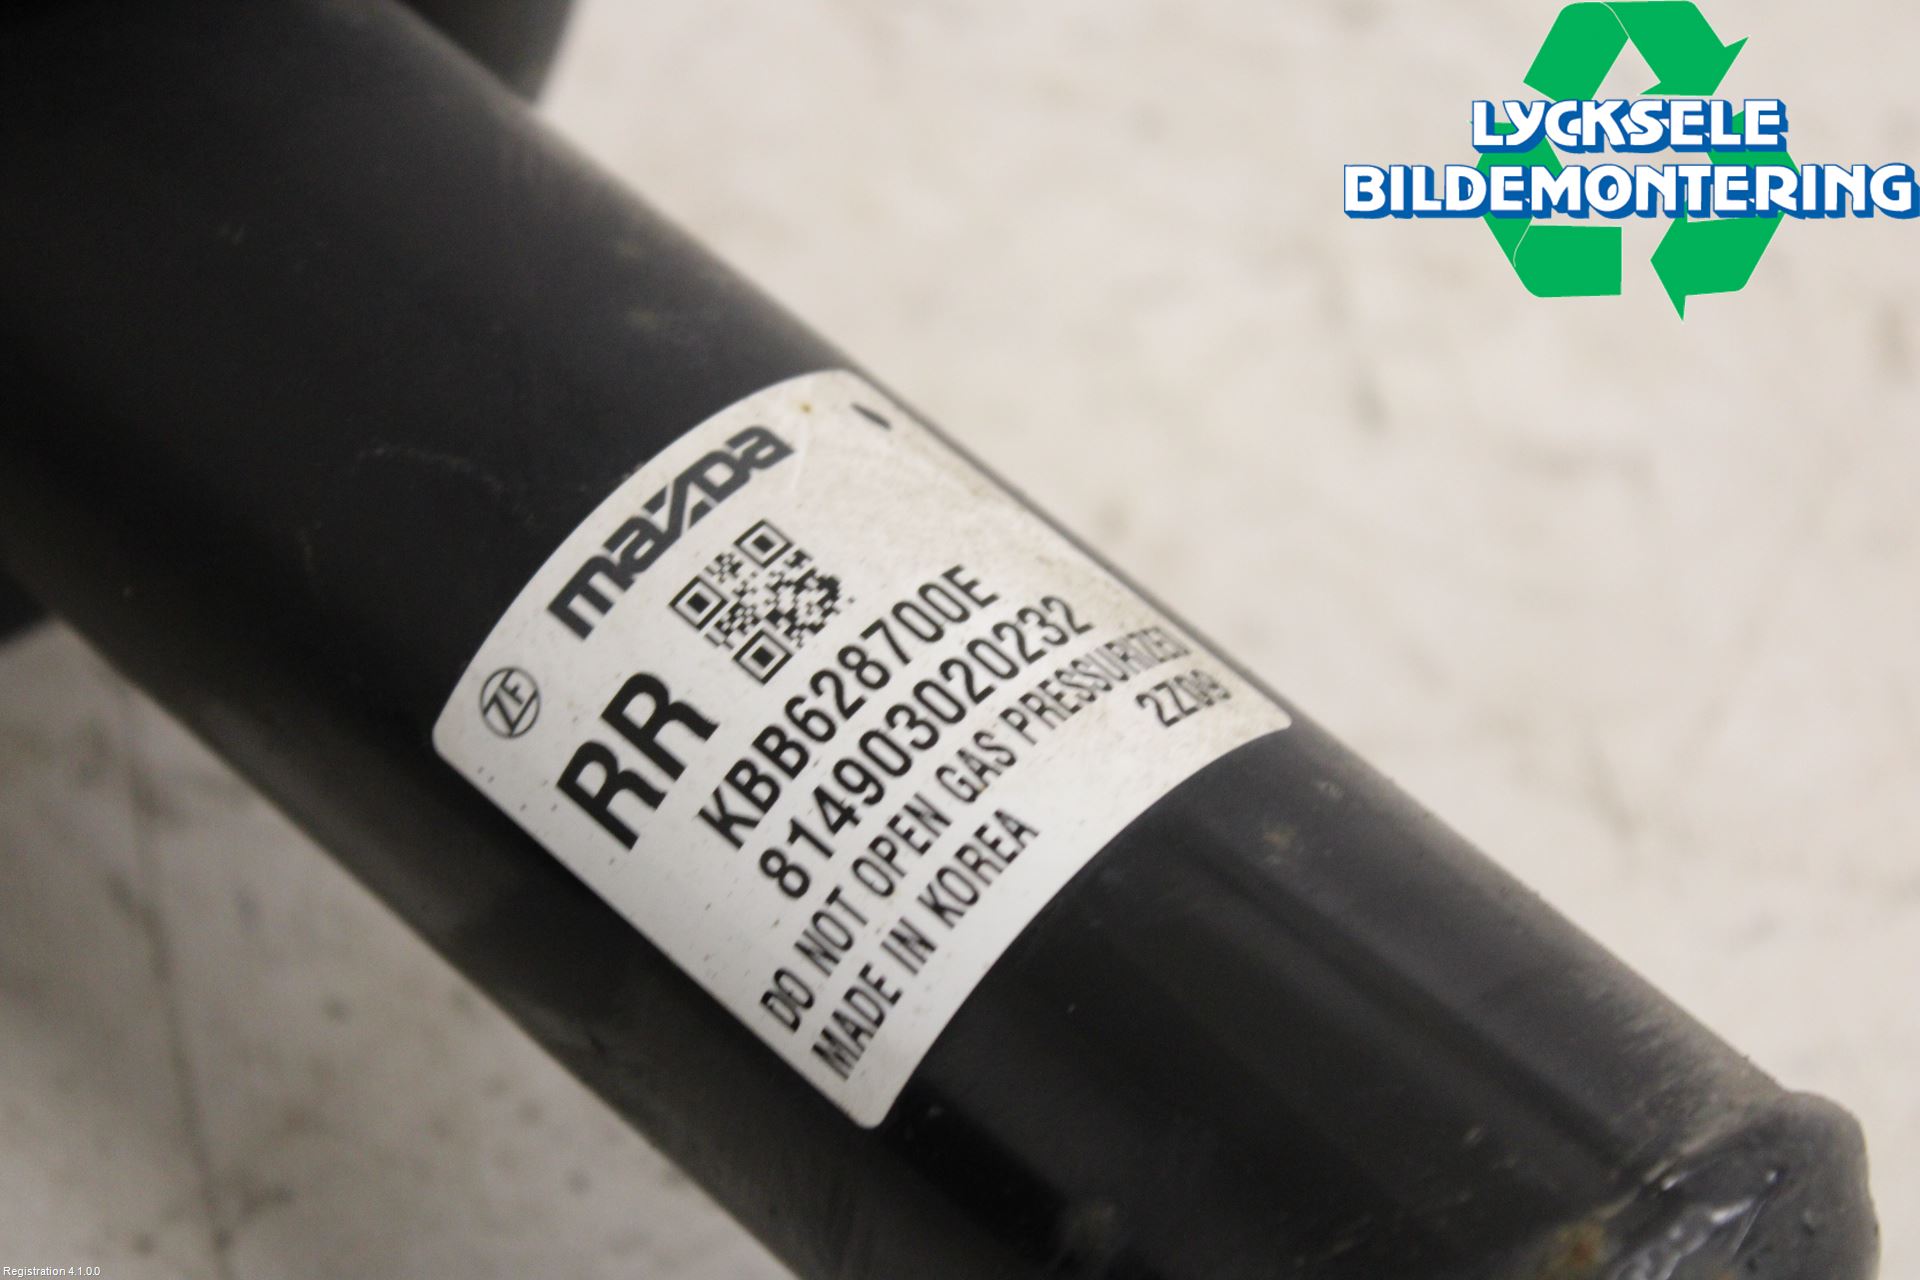 LYCKSELE
BILDEMONTERING
mazda
ZF
RR
KBB628700E
814903020232
DO NOT OPEN GAS PRESSURIZED
2Z09
MADE IN KOREA
Registration 4.1.0.0